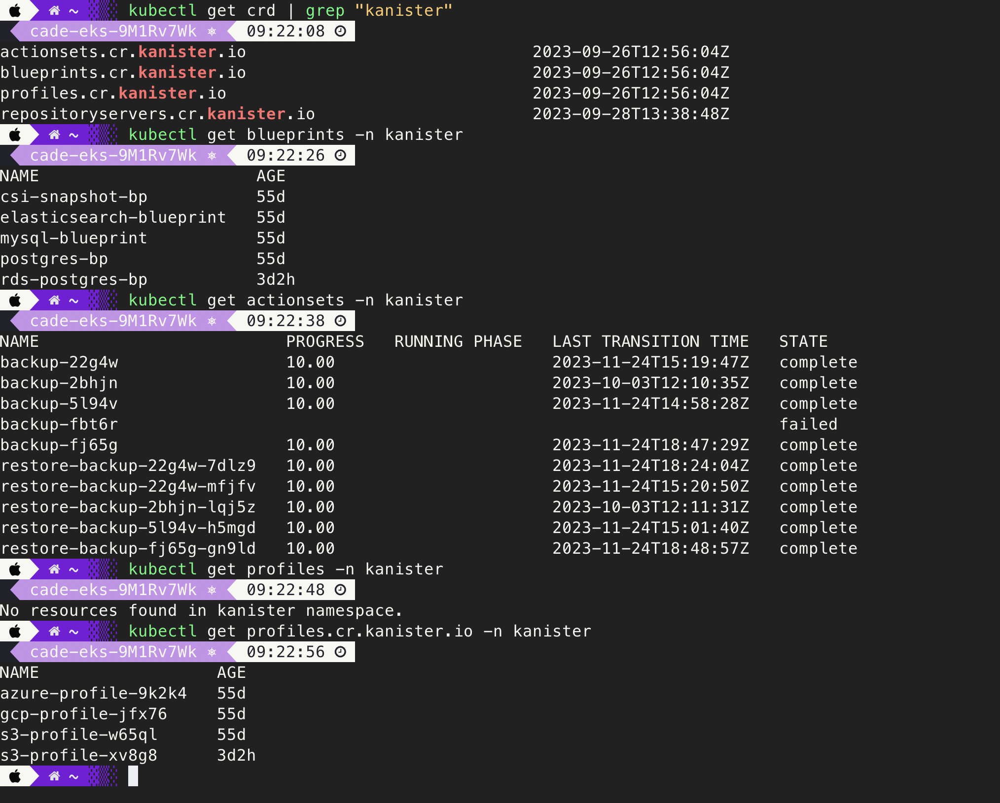 ~ kubectl get crd | grep "kanister"
cade-eks-9M1Rv7Wk 09:22:08
actionsets.cr.kanister.io 2023-09-26T12:56:04Z
blueprints.cr.kanister.io 2023-09-26T12:56:04Z
profiles.cr.kanister.io 2023-09-26T12:56:04Z
repositoryservers.cr.kanister.io 2023-09-28T13:38:48Z
~ kubectl get blueprints -n kanister
cade-eks-9M1Rv7Wk 09:22:26
NAME AGE
csi-snapshot-bp 55d
elasticsearch-blueprint 55d
mysql-blueprint 55d
postgres-bp 55d
rds-postgres-bp 3d2h
~ kubectl get actionsets -n kanister
cade-eks-9M1Rv7Wk 09:22:38
NAME PROGRESS RUNNING PHASE LAST TRANSITION TIME STATE
backup-22g4w 10.00 2023-11-24T15:19:47Z complete
backup-2bhjn 10.00 2023-10-03T12:10:35Z complete
backup-5l94v 10.00 2023-11-24T14:58:28Z complete
backup-fbt6r failed
backup-fj65g 10.00 2023-11-24T18:47:29Z complete
restore-backup-22g4w-7dlz9 10.00 2023-11-24T18:24:04Z complete
restore-backup-22g4w-mfjfv 10.00 2023-11-24T15:20:50Z complete
restore-backup-2bhjn-lqj5z 10.00 2023-10-03T12:11:31Z complete
restore-backup-5l94v-h5mgd 10.00 2023-11-24T15:01:40Z complete
restore-backup-fj65g-gn9ld 10.00 2023-11-24T18:48:57Z complete
~ kubectl get profiles -n kanister
cade-eks-9M1Rv7Wk 09:22:48
No resources found in kanister namespace.
~ kubectl get profiles.cr.kanister.io -n kanister
cade-eks-9M1Rv7Wk 09:22:56
NAME AGE
azure-profile-9k2k4 55d
gcp-profile-jfx76 55d
s3-profile-w65ql 55d
s3-profile-xv8g8 3d2h
~